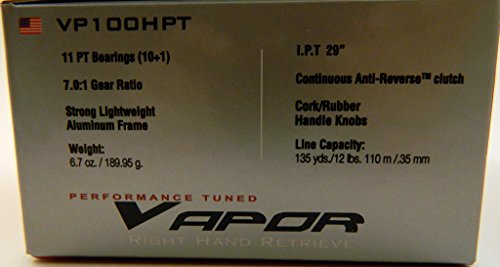 VP100HPT
11 PT Bearings (10+1)
7.0:1 Gear Ratio
Strong Lightweight
Aluminum Frame
Weight:
6.7 oz. / 189.95 g.
I.P.T 29"
Continuous Anti-Reverse™ clutch
Cork/Rubber
Handle Knobs
Line Capacity:
135 yds./12 lbs. 110 m /.35 mm
PERFORMANCE TUNED
VAPOR
RIGHT HAND RETRIEVE